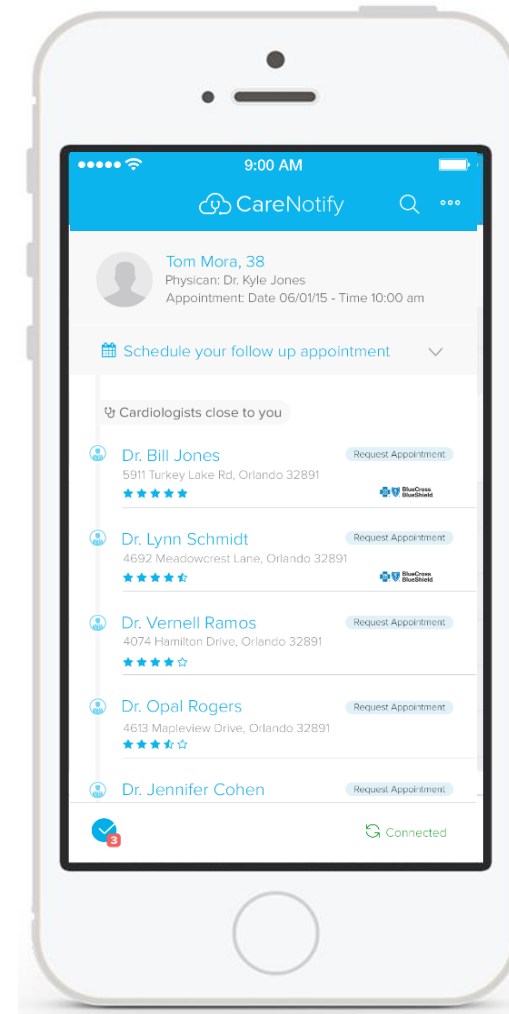 9:00 AM
CareNotify
Tom Mora, 38
Physican: Dr. Kyle Jones
Appointment: Date 06/01/15 - Time 10:00 am
Schedule your follow up appointment
Cardiologists close to you
Dr. Bill Jones
Request Appointment
5911 Turkey Lake Rd, Orlando 32891
BlueCross
BlueShield
Dr. Lynn Schmidt
Request Appointment
4692 Meadowcrest Lane, Orlando 32891
BlueCross
BlueShield
Dr. Vernell Ramos
Request Appointment
4074 Hamilton Drive, Orlando 32891
Dr. Opal Rogers
Request Appointment
4613 Mapleview Drive, Orlando 32891
Dr. Jennifer Cohen
Request Appointment
3
Connected